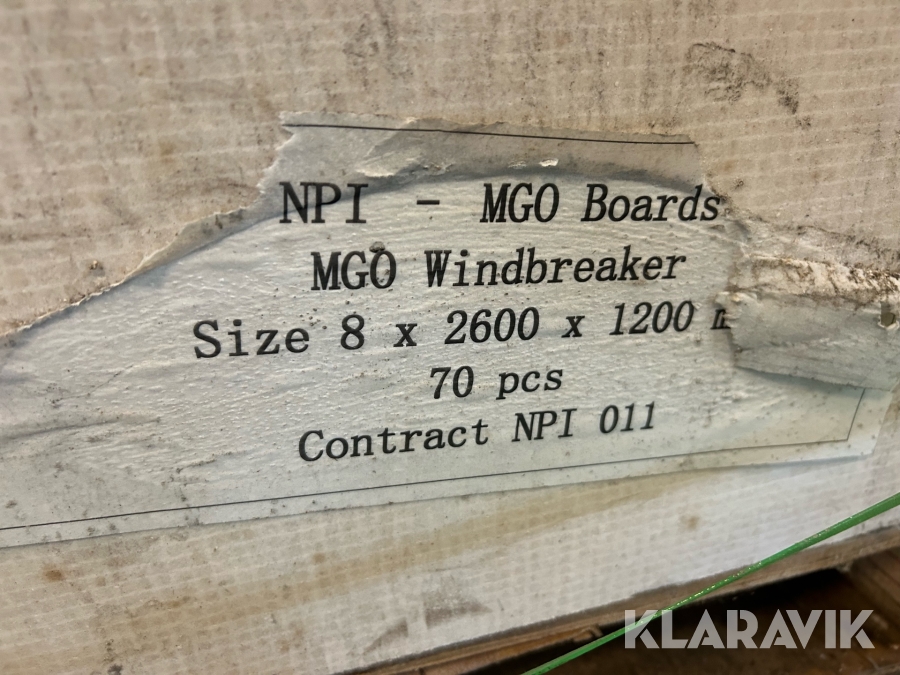 NPI - MGO Boards
MGO Windbreaker
Size 8 x 2600 x 1200
70 pcs
Contract NPI 011
KLARAVIK